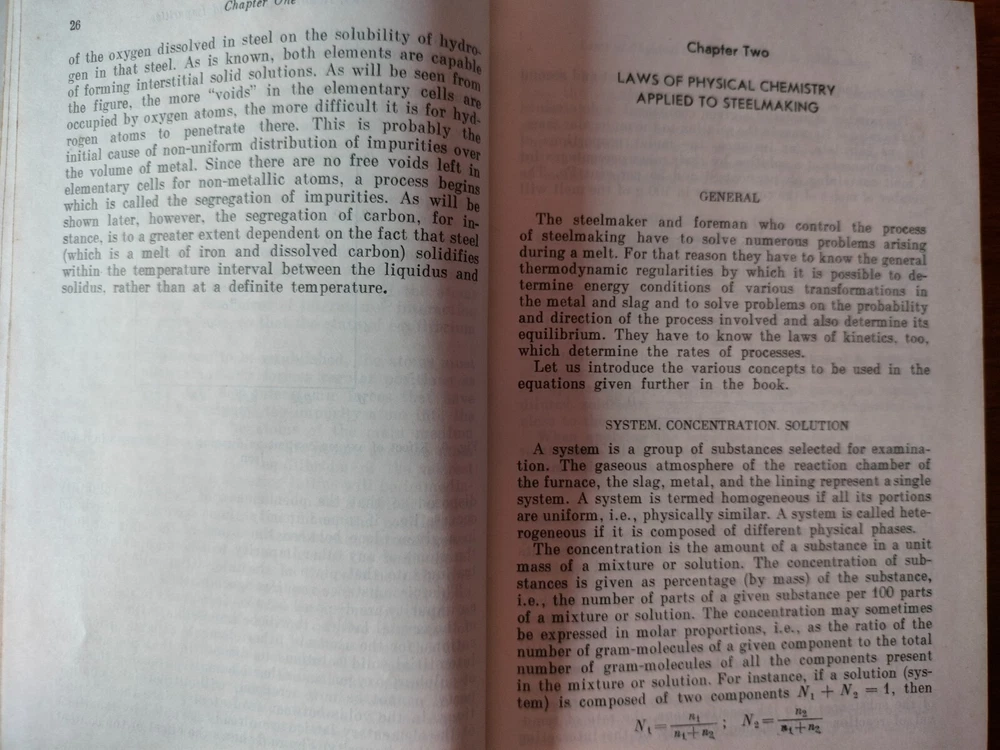 26
Chapter One
of the oxygen dissolved in steel on the solubility of hydro-
gen in that steel. As is known, both elements are capable
of forming interstitial solid solutions. As will be seen from
the figure, the more “voids” in the elementary cells are
occupied by oxygen atoms, the more difficult it is for hyd-
rogen atoms to penetrate there. This is probably the
initial cause of non-uniform distribution of impurities over
the volume of metal. Since there are no free voids left in
elementary cells for non-metallic atoms, a process begins
which is called the segregation of impurities. As will be
shown later, however, the segregation of carbon, for in-
stance, is to a greater extent dependent on the fact that steel
(which is a melt of iron and dissolved carbon) solidifies
within the temperature interval between the liquidus and
solidus, rather than at a definite temperature.
Chapter Two
LAWS OF PHYSICAL CHEMISTRY
APPLIED TO STEELMAKING
GENERAL
The steelmaker and foreman who control the process
of steelmaking have to solve numerous problems arising
during a melt. For that reason they have to know the general
thermodynamic regularities by which it is possible to de-
termine energy conditions of various transformations in
the metal and slag and to solve problems on the probability
and direction of the process involved and also determine its
equilibrium. They have to know the laws of kinetics, too,
which determine the rates of processes.
Let us introduce the various concepts to be used in the
equations given further in the book.
SYSTEM. CONCENTRATION. SOLUTION
A system is a group of substances selected for examina-
tion. The gaseous atmosphere of the reaction chamber of
the furnace, the slag, metal, and the lining represent a single
system. A system is termed homogeneous if all its portions
are uniform, i.e., physically similar. A system is called hete-
rogeneous if it is composed of different physical phases.
The concentration is the amount of a substance in a unit
mass of a mixture or solution. The concentration of sub-
stances is given as percentage (by mass) of the substance,
i.e., the number of parts of a given substance per 100 parts
of a mixture or solution. The concentration may sometimes
be expressed in molar proportions, i.e., as the ratio of the
number of gram-molecules of a given component to the total
number of gram-molecules of all the components present
in the mixture or solution. For instance, if a solution (sys-
tem) is composed of two components N₁ + N₂ = 1, then
N₁ = n₁/(n₁+n₂) ; N₂ = n₂/(n₁+n₂)